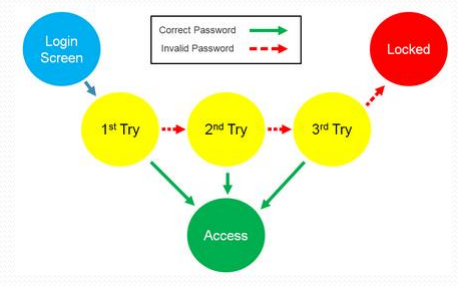 Login
Screen
Correct Password
Invalid Password
Locked
1st Try
2nd Try
3rd Try
Access